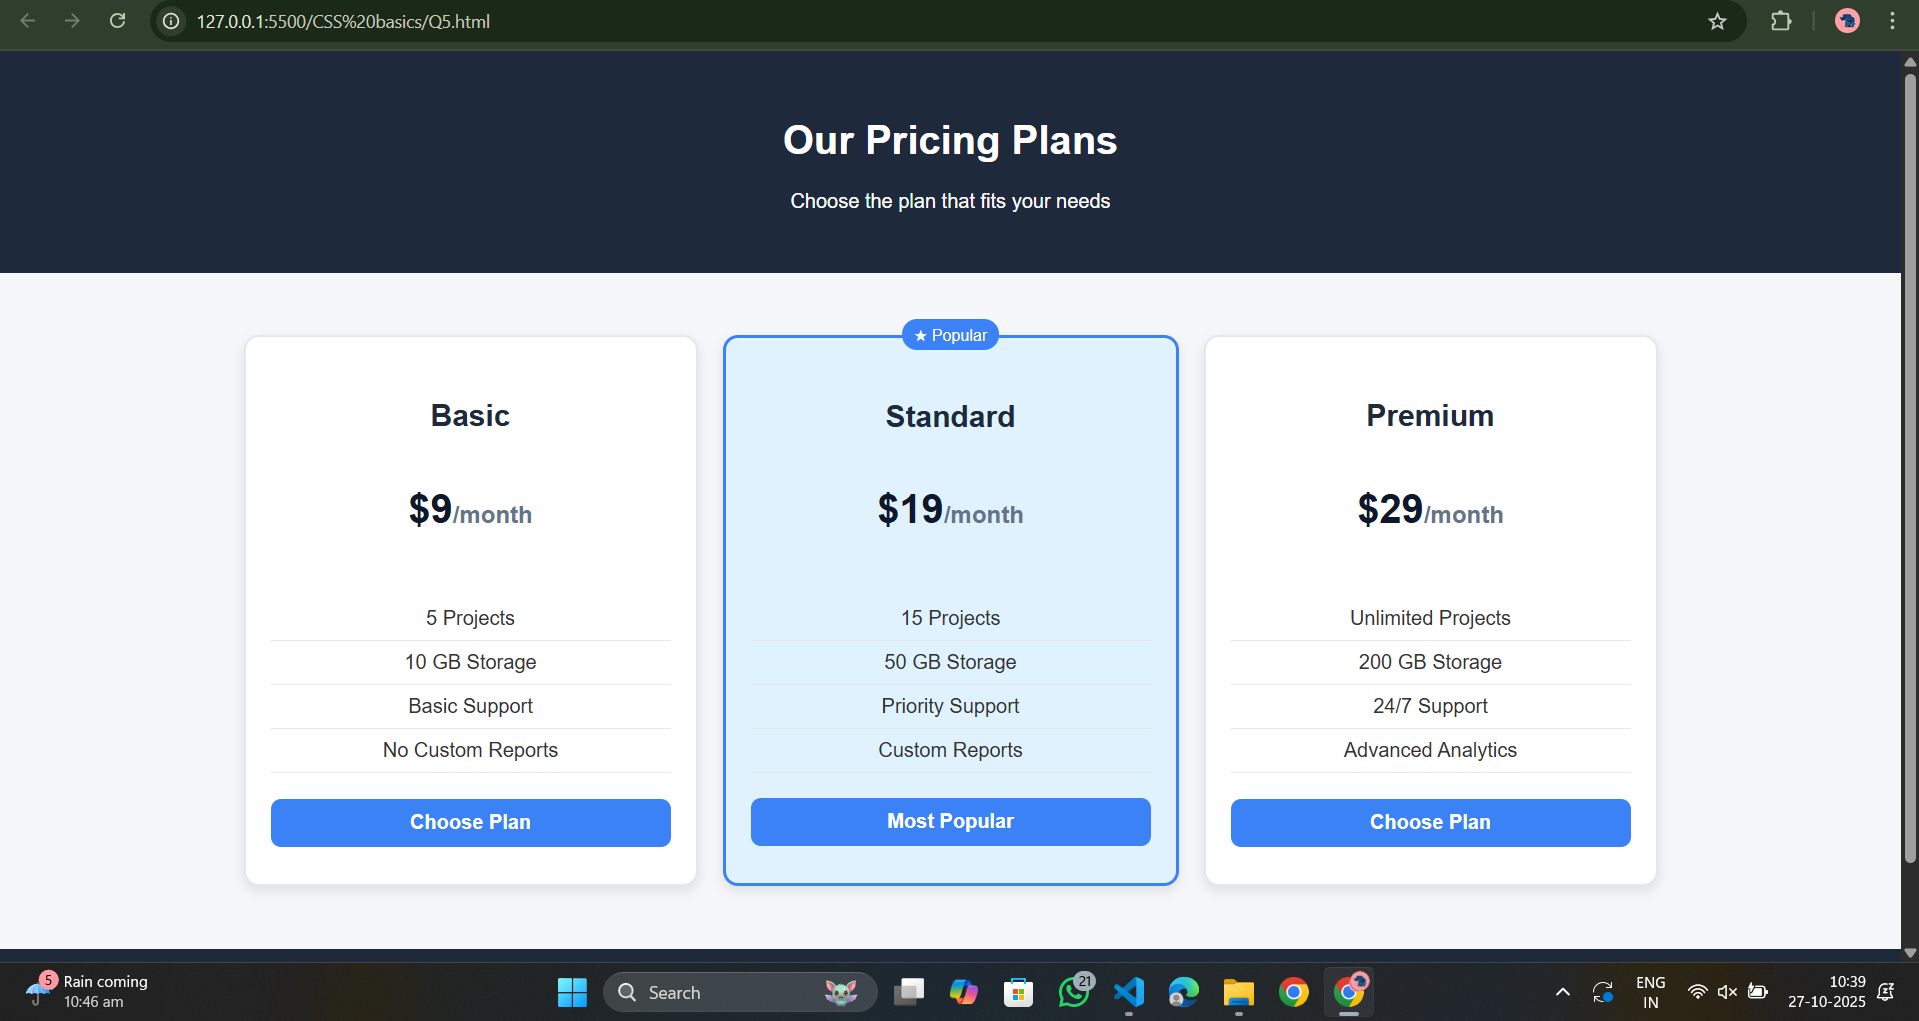 127.0.0.1:5500/CSS%20basics/Q5.html
Our Pricing Plans
Choose the plan that fits your needs
Basic
$9/month
5 Projects
10 GB Storage
Basic Support
No Custom Reports
Choose Plan
★ Popular
Standard
$19/month
15 Projects
50 GB Storage
Priority Support
Custom Reports
Most Popular
Premium
$29/month
Unlimited Projects
200 GB Storage
24/7 Support
Advanced Analytics
Choose Plan
5
Rain coming
10:46 am
Search
21
ENG
IN
10:39
27-10-2025